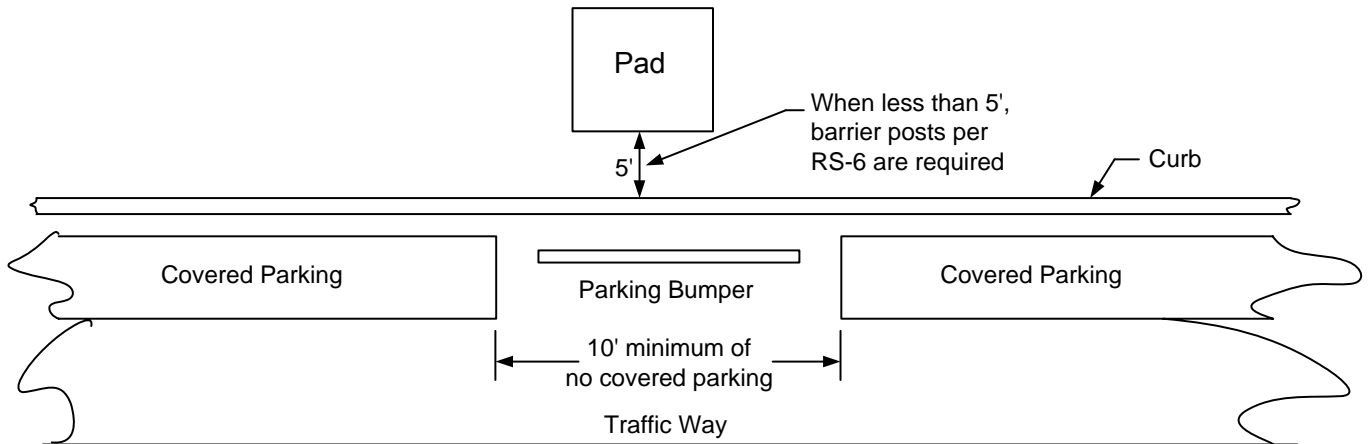 Pad
When less than 5',
barrier posts per
RS-6 are required
5'
Curb
Covered Parking
Parking Bumper
Covered Parking
10' minimum of
no covered parking
Traffic Way